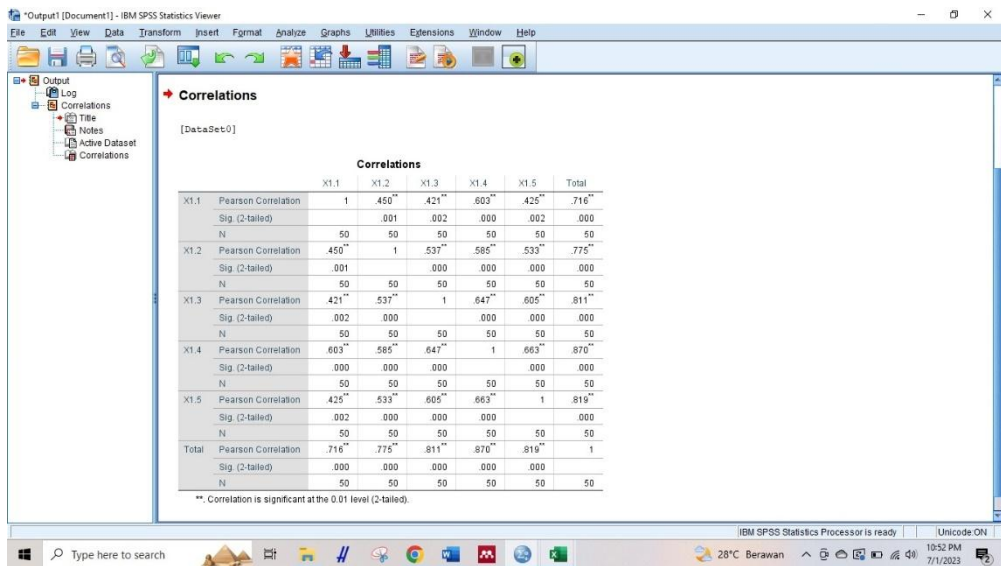 *Output1 [Document1] - IBM SPSS Statistics Viewer
File Edit View Data Transform Insert Format Analyze Graphs Utilities Extensions Window Help
Output
Log
Correlations
Title
Notes
Active Dataset
Correlations
Correlations
[DataSet0]
Correlations
X1.1 X1.2 X1.3 X1.4 X1.5 Total
X1.1 Pearson Correlation 1 .450** .421** .603** .425** .716**
Sig. (2-tailed) .001 .002 .000 .002 .000
N 50 50 50 50 50 50
X1.2 Pearson Correlation .450** 1 .537** .585** .533** .775**
Sig. (2-tailed) .001 .000 .000 .000 .000
N 50 50 50 50 50 50
X1.3 Pearson Correlation .421** .537** 1 .647** .605** .811**
Sig. (2-tailed) .002 .000 .000 .000 .000
N 50 50 50 50 50 50
X1.4 Pearson Correlation .603** .585** .647** 1 .663** .870**
Sig. (2-tailed) .000 .000 .000 .000 .000
N 50 50 50 50 50 50
X1.5 Pearson Correlation .425** .533** .605** .663** 1 .819**
Sig. (2-tailed) .002 .000 .000 .000 .000
N 50 50 50 50 50 50
Total Pearson Correlation .716** .775** .811** .870** .819** 1
Sig. (2-tailed) .000 .000 .000 .000 .000
N 50 50 50 50 50 50
**. Correlation is significant at the 0.01 level (2-tailed).
IBM SPSS Statistics Processor is ready Unicode:ON
Type here to search
28°C Berawan
10:52 PM
7/1/2023